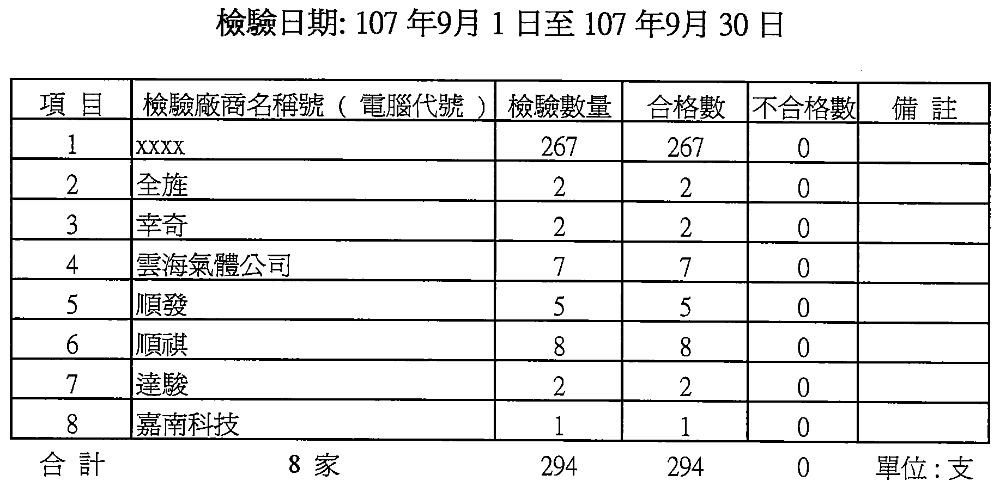 檢驗日期: 107 年9月 1 日至 107 年9月 30 日
項 目 檢驗廠商名稱號 ( 電腦代號 ) 檢驗數量 合格數 不合格數 備 註
1 xxxx 267 267 0
2 全旌 2 2 0
3 幸奇 2 2 0
4 雲海氣體公司 7 7 0
5 順發 5 5 0
6 順祺 8 8 0
7 達駿 2 2 0
8 嘉南科技 1 1 0
合 計 8 家 294 294 0 單位 : 支